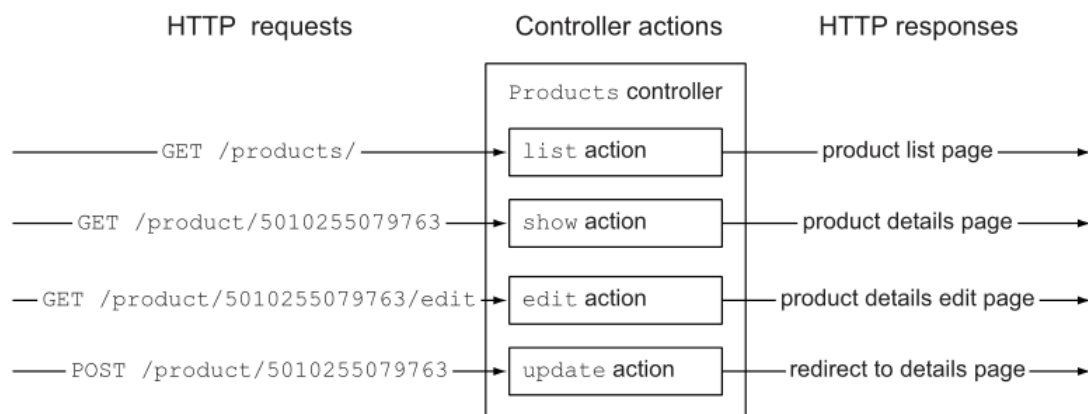 HTTP requests Controller actions HTTP responses
Products controller
GET /products/ list action product list page
GET /product/5010255079763 show action product details page
GET /product/5010255079763/edit edit action product details edit page
POST /product/5010255079763 update action redirect to details page